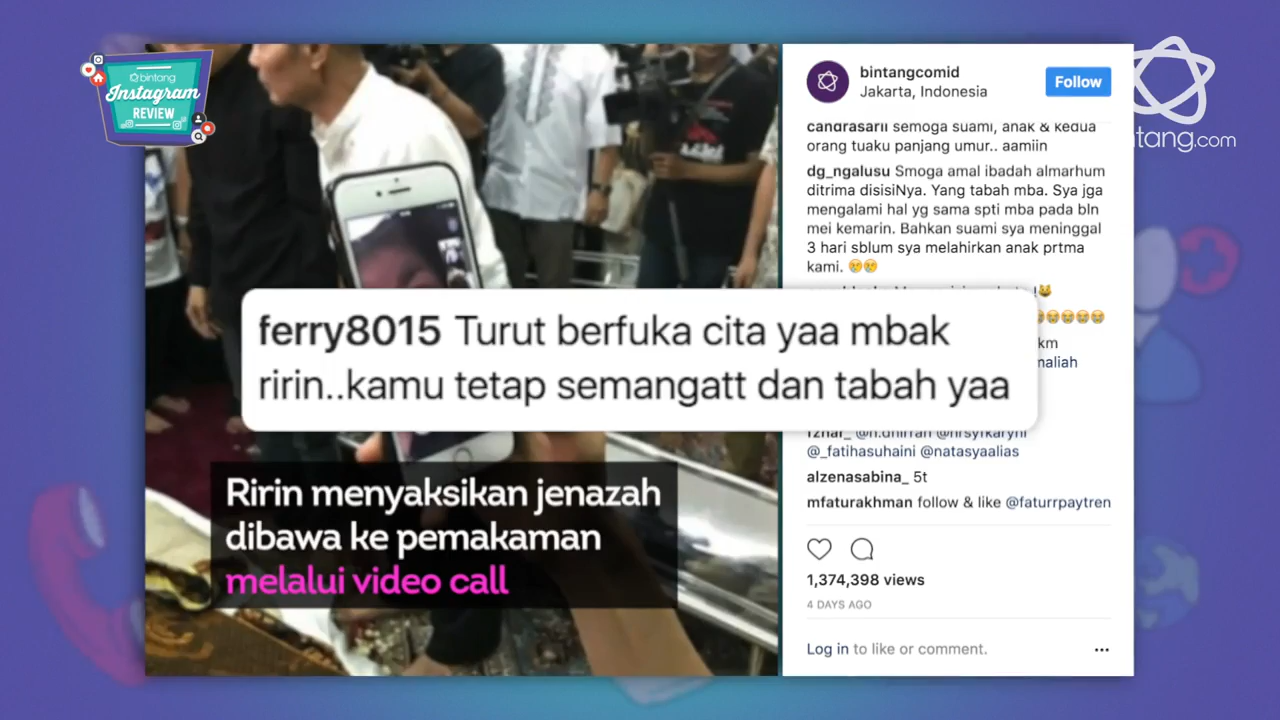 bintang
Instagram
REVIEW
bintangcomid
Jakarta, Indonesia
Follow
ntang.com
candrasarii semoga suami, anak & kedua
orang tuaku panjang umur.. aamiin
dg_ngalusu Smoga amal ibadah almarhum
ditrima disisiNya. Yang tabah mba. Sya jga
mengalami hal yg sama spti mba pada bln
mei kemarin. Bahkan suami sya meninggal
3 hari sblum sya melahirkan anak prtma
kami. 😢😢
ferry8015 Turut berfuka cita yaa mbak
ririn..kamu tetap semangatt dan tabah yaa
km
maliah
@_fatihasuhaini @natasyaalias
alzenasabina_ 5t
mfaturakhman follow & like @faturrpaytren
Ririn menyaksikan jenazah
dibawa ke pemakaman
melalui video call
1,374,398 views
4 DAYS AGO
Log in to like or comment.